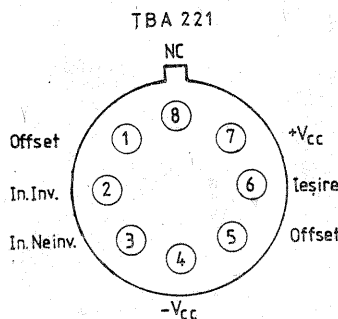 TBA 221
NC
8
Offset 1 7 +Vcc
In.Inv. 2 6 Ieşire
In.Neinv. 3 5 Offset
4
-Vcc